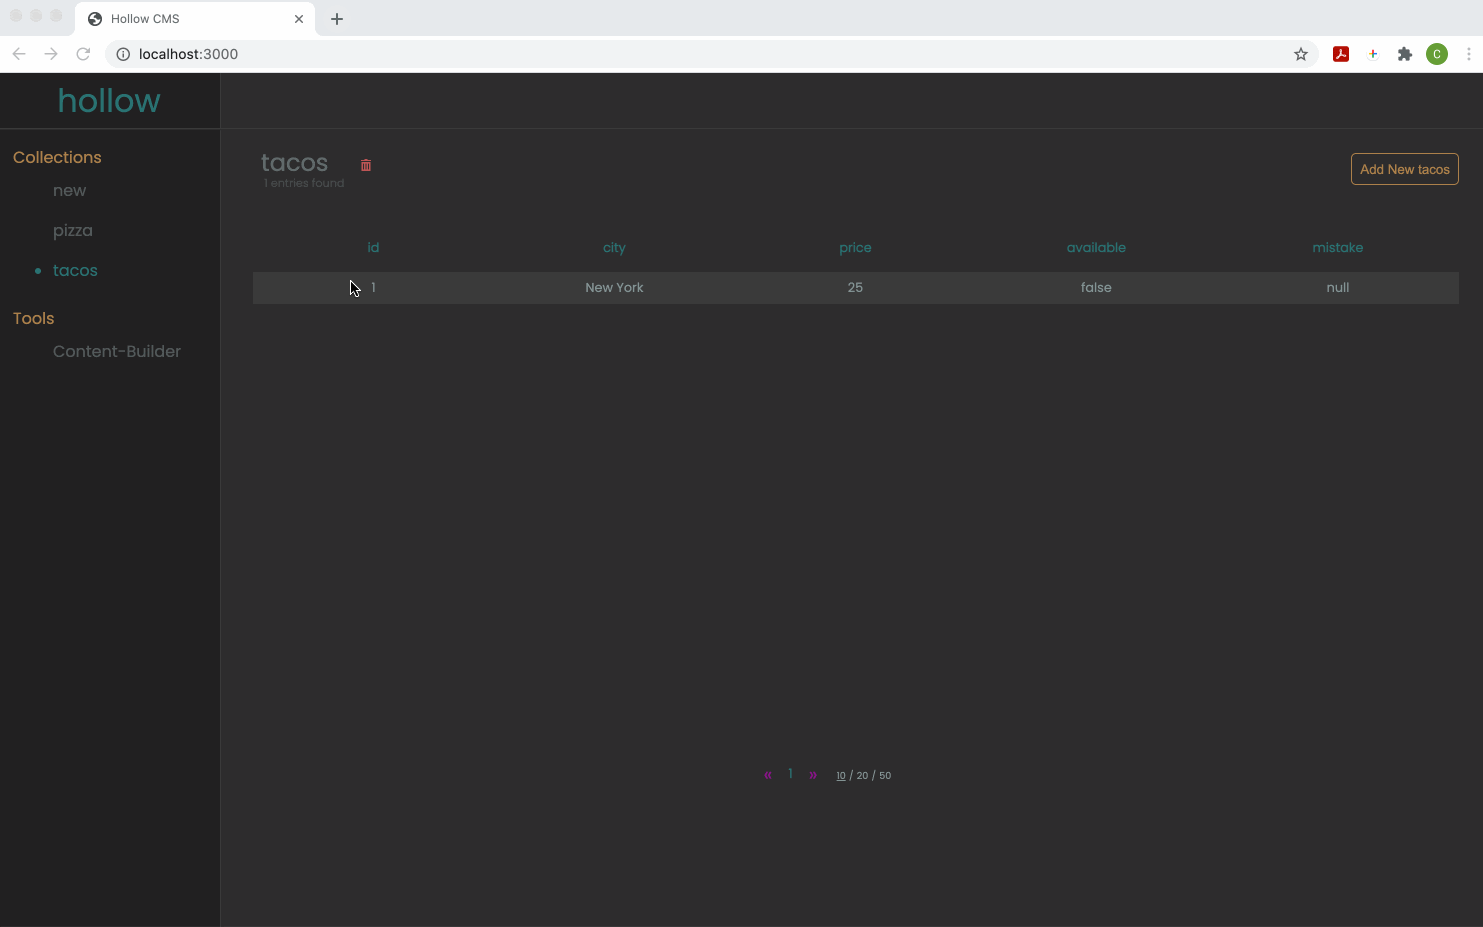 Hollow CMS
localhost:3000
C
hollow
Collections
new
pizza
tacos
Tools
Content-Builder
tacos
1 entries found
Add New tacos
id city price available mistake
1 New York 25 false null
« 1 » 10 / 20 / 50